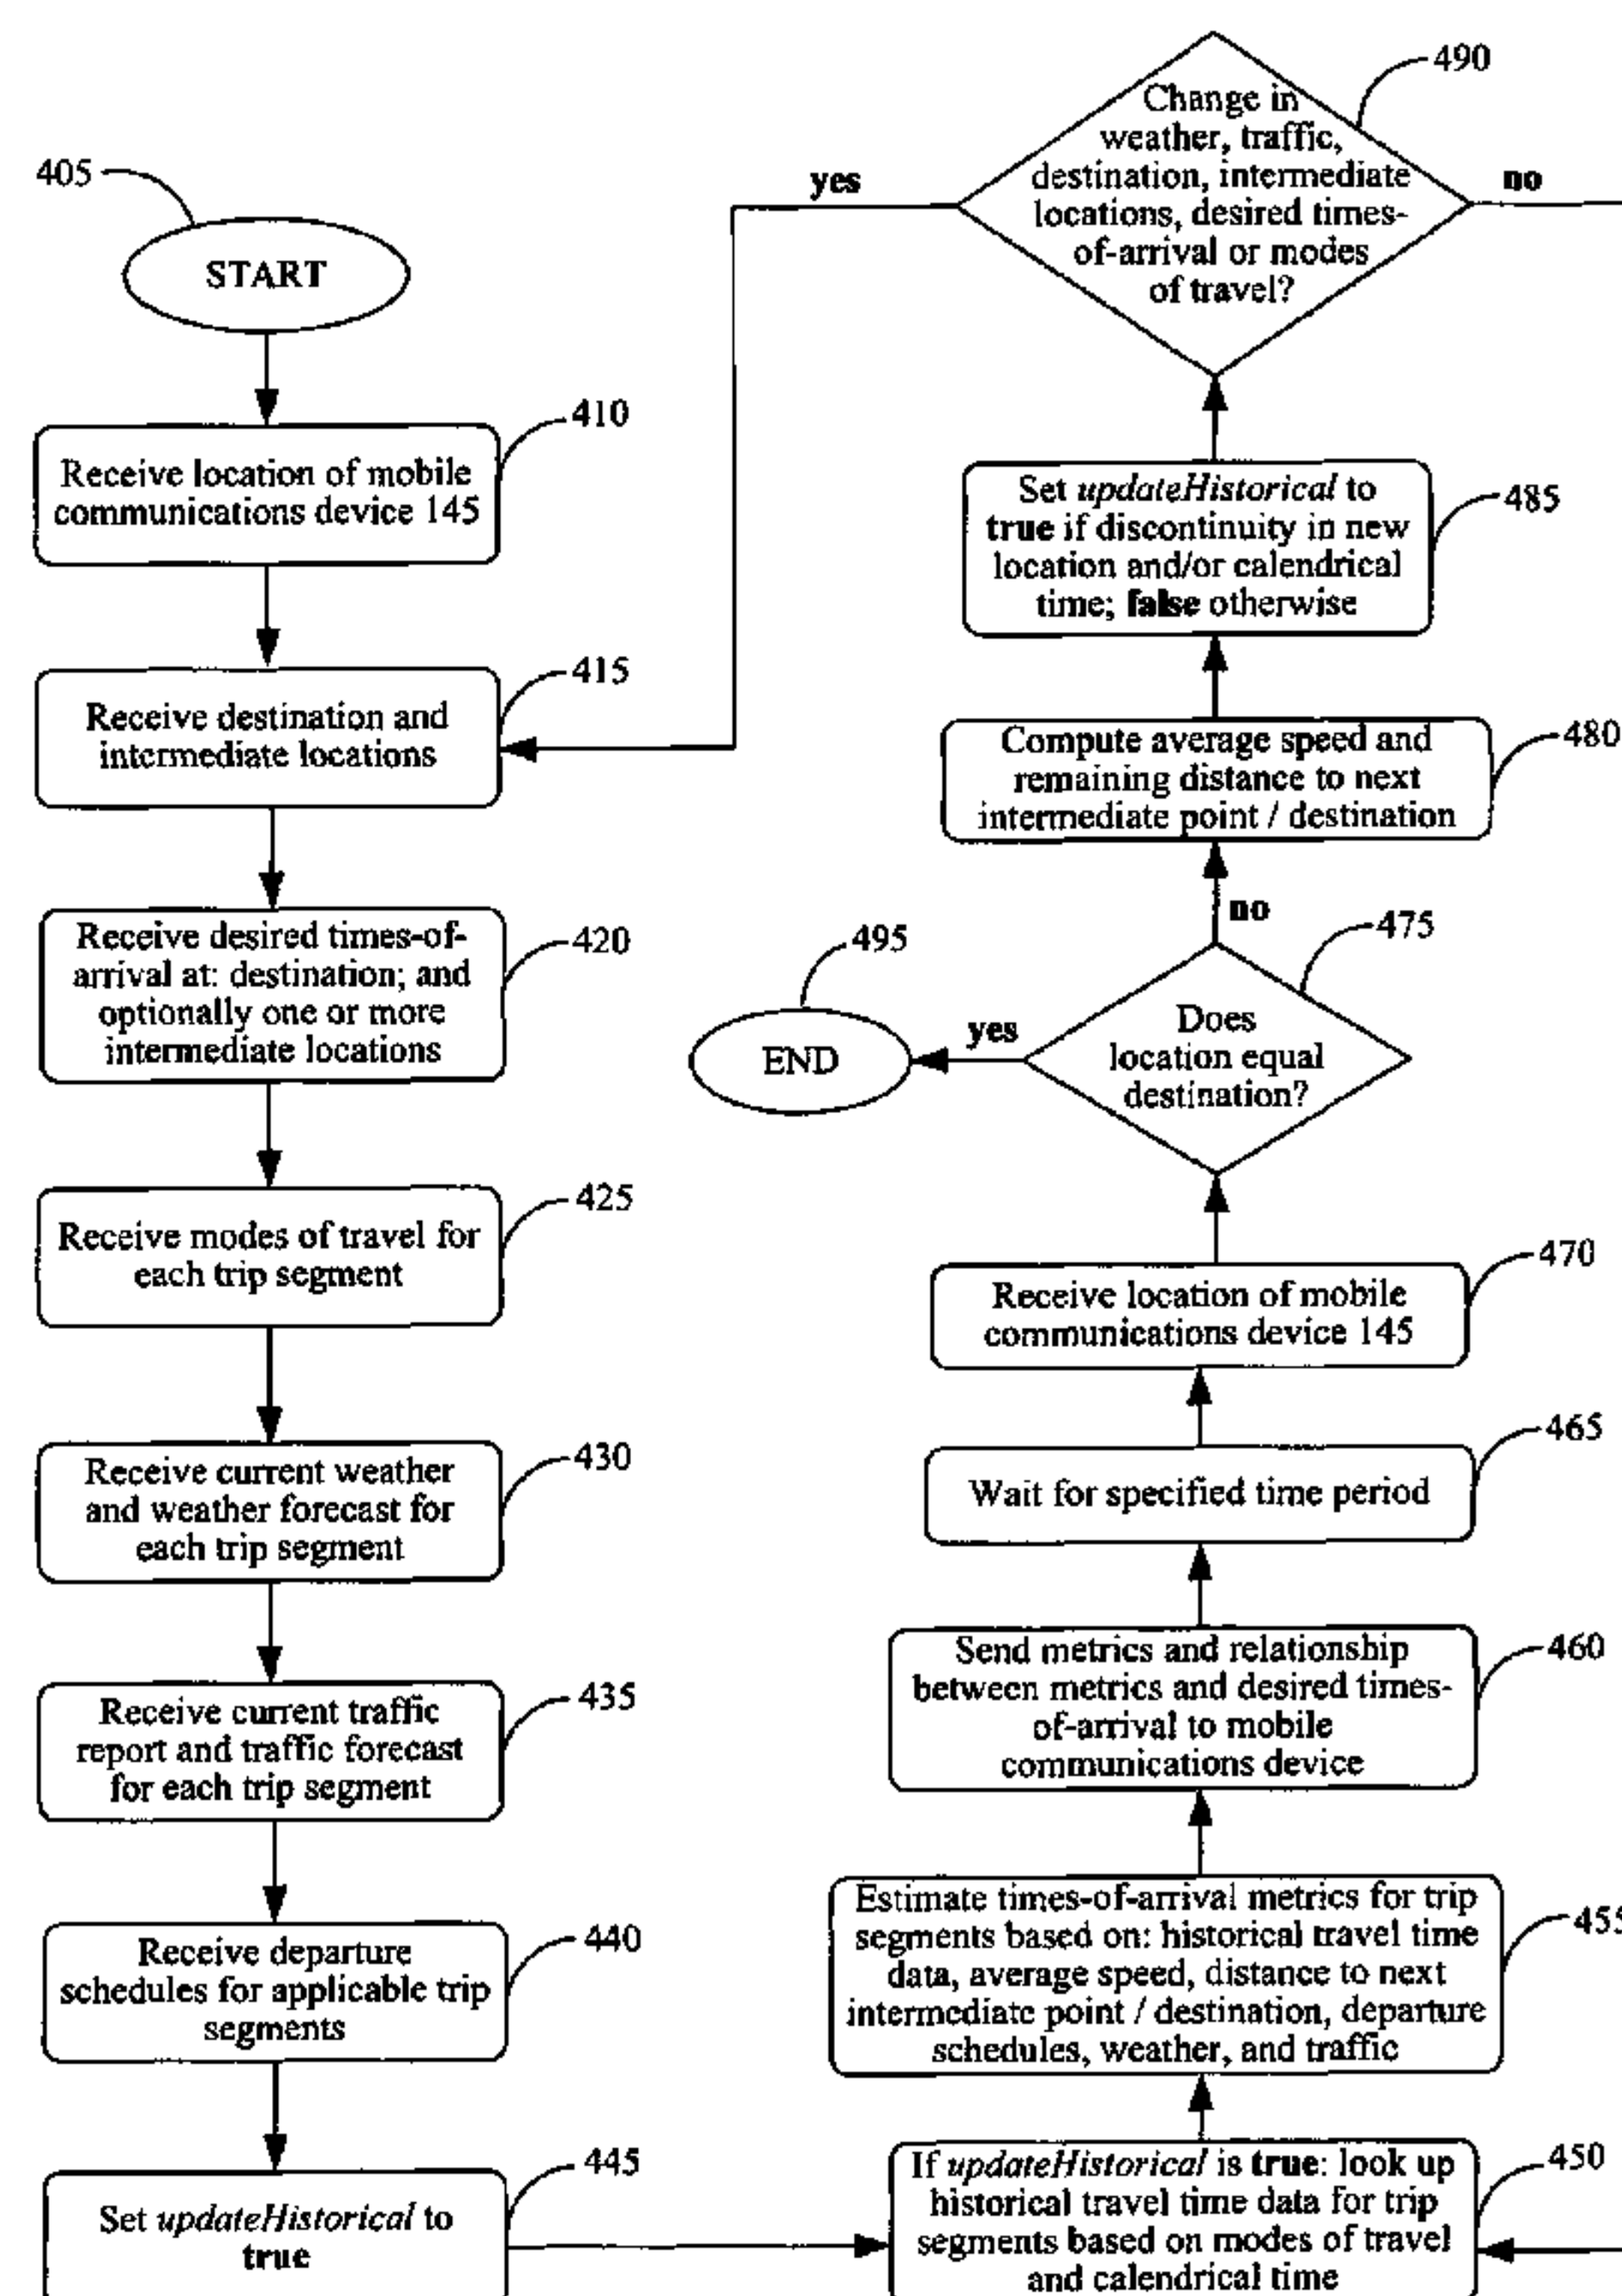 405
START
410
Receive location of mobile
communications device 145
415
Receive destination and
intermediate locations
420
Receive desired times-of-
arrival at: destination; and
optionally one or more
intermediate locations
425
Receive modes of travel for
each trip segment
430
Receive current weather
and weather forecast for
each trip segment
435
Receive current traffic
report and traffic forecast
for each trip segment
440
Receive departure
schedules for applicable trip
segments
445
Set updateHistorical to
true
490
Change in
weather, traffic,
destination, intermediate
locations, desired times-
of-arrival or modes
of travel?
yes
no
485
Set updateHistorical to
true if discontinuity in new
location and/or calendrical
time; false otherwise
480
Compute average speed and
remaining distance to next
intermediate point / destination
no
475
Does
location equal
destination?
yes
495
END
470
Receive location of mobile
communications device 145
465
Wait for specified time period
460
Send metrics and relationship
between metrics and desired times-
of-arrival to mobile
communications device
455
Estimate times-of-arrival metrics for trip
segments based on: historical travel time
data, average speed, distance to next
intermediate point / destination, departure
schedules, weather, and traffic
450
If updateHistorical is true: look up
historical travel time data for trip
segments based on modes of travel
and calendrical time